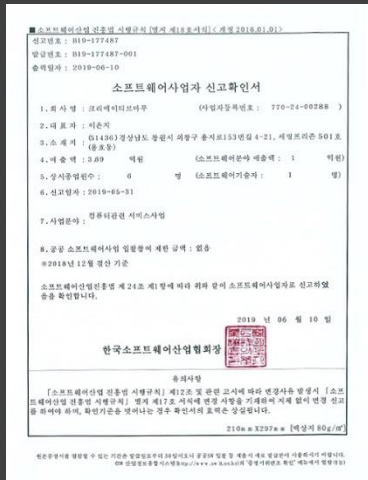 ■ 소프트웨어산업 진흥법 시행규칙 [별지 제18호서식] < 개정 2016.01.01>
신고번호 : B19-177487
발급번호 : B19-177487-001
출력일자 : 2019-06-10
소프트웨어사업자 신고확인서
1. 회 사 명 : 크리에이티브마루 (사업자등록번호 : 770-24-00288 )
2. 대 표 자 : 이은지
3. 소 재 지 : (51436)경상남도 창원시 의창구 용지로153번길 4-21, 세영프리존 501호
(용호동)
4. 매 출 액 : 3.69 억원 (소프트웨어분야 매출액 : 1 억원)
5. 상시종업원수 : 6 명 (소프트웨어기술자 : 1 명)
6. 신고일자 : 2019-05-31
7. 사업분야 : 컴퓨터관련 서비스사업
8. 공공 소프트웨어사업 입찰참여 제한 금액 : 없음
※2018년 12월 결산 기준
소프트웨어산업진흥법 제 24조 제1항에 따라 위와 같이 소프트웨어사업자로 신고하였
음을 확인합니다.
2019 년 06 월 10 일
한국소프트웨어산업협회장
유의사항
「소프트웨어산업 진흥법 시행규칙」 제12조 및 관련 고시에 따라 변경사유 발생시 「소프
트웨어산업 진흥법 시행규칙」 별지 제17호 서식에 변경 사항을 기재하여 지체 없이 변경 신고
를 하여야 하며, 확인기준을 벗어나는 경우 확인서의 효력은 상실됩니다.
210mm X297mm [백상지 80g/㎡]